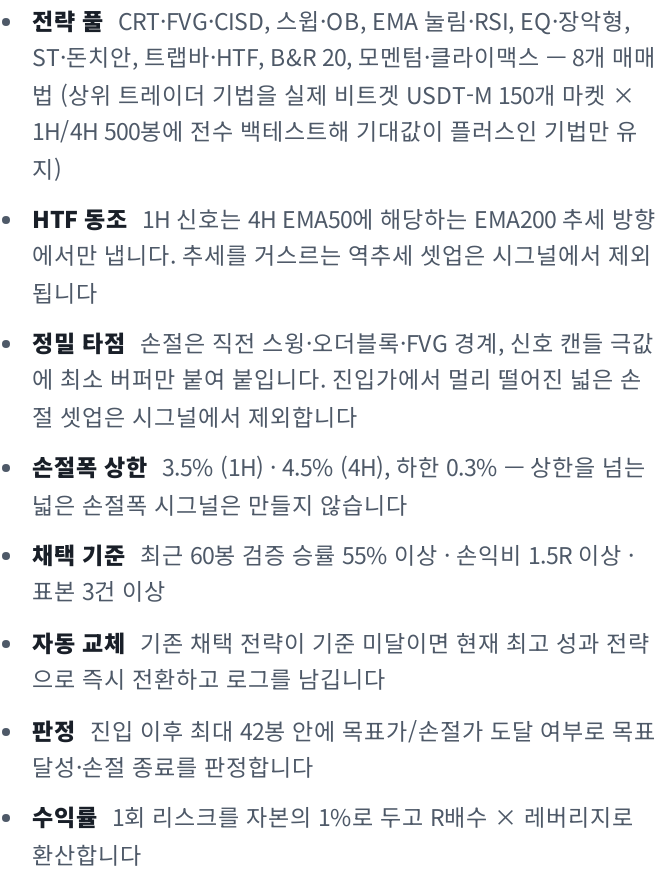 • 전략 풀 CRT·FVG·CISD, 스윕·OB, EMA 눌림·RSI, EQ·장악형,
ST·돈치안, 트랩바·HTF, B&R 20, 모멘텀·클라이맥스 — 8개 매매
법 (상위 트레이더 기법을 실제 비트겟 USDT-M 150개 마켓 ×
1H/4H 500봉에 전수 백테스트해 기대값이 플러스인 기법만 유
지)
• HTF 동조 1H 신호는 4H EMA50에 해당하는 EMA200 추세 방향
에서만 냅니다. 추세를 거스르는 역추세 셋업은 시그널에서 제외
됩니다
• 정밀 타점 손절은 직전 스윙·오더블록·FVG 경계, 신호 캔들 극값
에 최소 버퍼만 붙여 붙입니다. 진입가에서 멀리 떨어진 넓은 손
절 셋업은 시그널에서 제외합니다
• 손절폭 상한 3.5% (1H) · 4.5% (4H), 하한 0.3% — 상한을 넘는
넓은 손절폭 시그널은 만들지 않습니다
• 채택 기준 최근 60봉 검증 승률 55% 이상 · 손익비 1.5R 이상 ·
표본 3건 이상
• 자동 교체 기존 채택 전략이 기준 미달이면 현재 최고 성과 전략
으로 즉시 전환하고 로그를 남깁니다
• 판정 진입 이후 최대 42봉 안에 목표가/손절가 도달 여부로 목표
달성·손절 종료를 판정합니다
• 수익률 1회 리스크를 자본의 1%로 두고 R배수 × 레버리지로
환산합니다